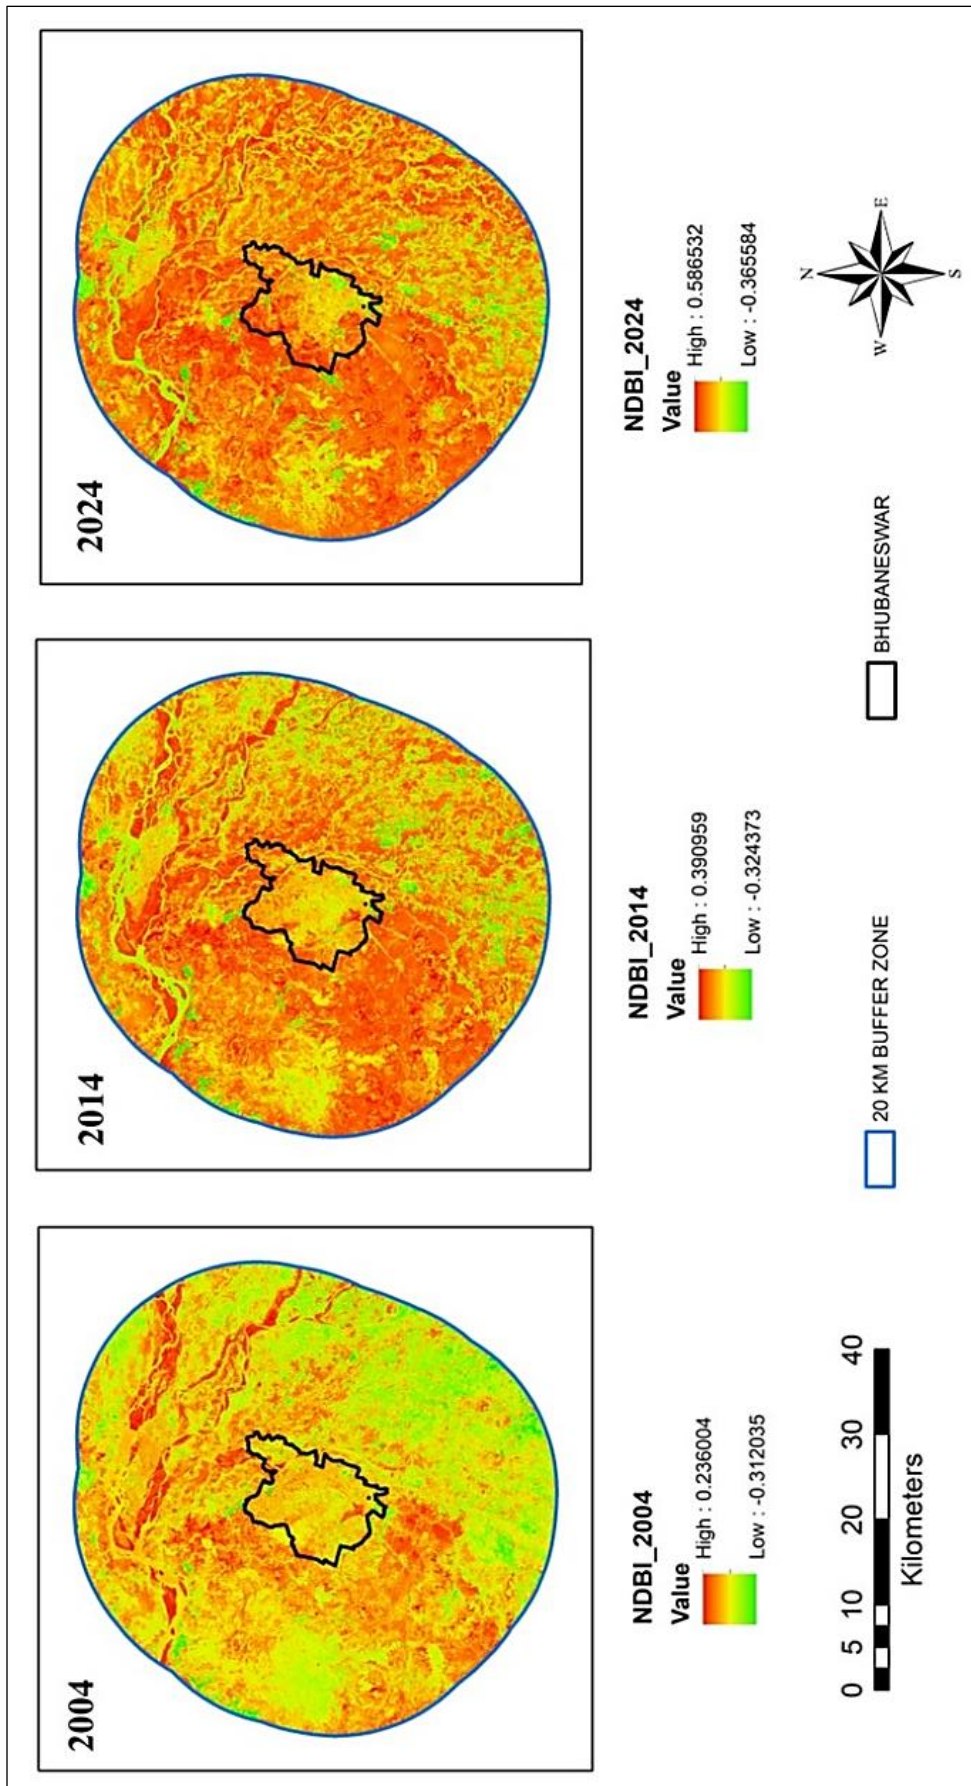 2004
2014
2024
NDBI_2004
Value
High : 0.236004
Low : -0.312035
NDBI_2014
Value
High : 0.390959
Low : -0.324373
NDBI_2024
Value
High : 0.586532
Low : -0.365584
0 5 10 20 30 40
Kilometers
20 KM BUFFER ZONE
BHUBANESWAR
N
W
E
S